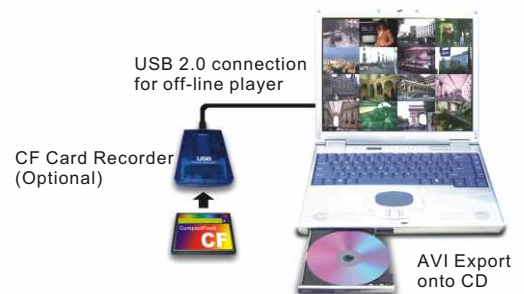 USB 2.0 connection
for off-line player
CF Card Recorder
(Optional)
USB
CompactFlash
CF
AVI Export
onto CD